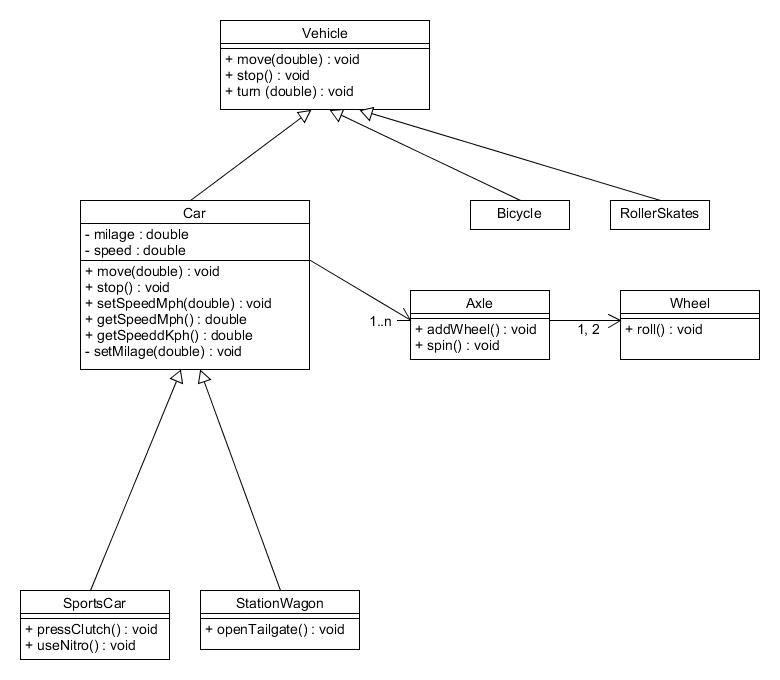 Vehicle
+ move(double) : void
+ stop() : void
+ turn (double) : void
Car
- milage : double
- speed : double
+ move(double) : void
+ stop() : void
+ setSpeedMph(double) : void
+ getSpeedMph() : double
+ getSpeeddKph() : double
- setMilage(double) : void
Bicycle
RollerSkates
1..n
Axle
+ addWheel() : void
+ spin() : void
1, 2
Wheel
+ roll() : void
SportsCar
+ pressClutch() : void
+ useNitro() : void
StationWagon
+ openTailgate() : void